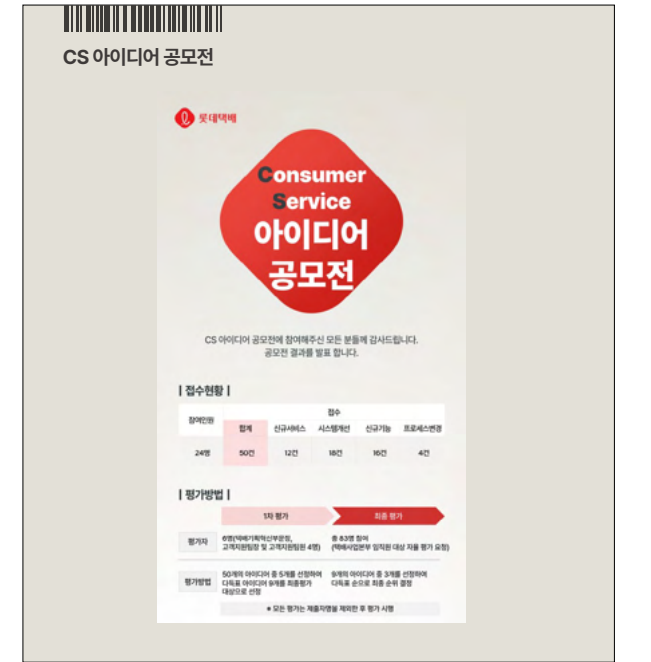 CS 아이디어 공모전
롯데택배
Consumer
Service
아이디어
공모전
CS 아이디어 공모전에 참여해주신 모든 분들께 감사드립니다.
공모전 결과를 발표 합니다.
| 접수현황 |
참여인원 접수
합계 신규서비스 시스템개선 신규기능 프로세스변경
24명 50건 12건 18건 16건 4건
| 평가방법 |
1차 평가 최종 평가
평가자 6명(택배기획혁신부문장, 총 83명 참여
고객지원팀장 및 고객지원팀원 4명) (택배사업본부 임직원 대상 자율 평가 요청)
평가방법 50개의 아이디어 중 5개를 선정하여 9개의 아이디어 중 3개를 선정하여
다득표 아이디어 9개를 최종평가 다득표 순으로 최종 순위 결정
대상으로 선정
● 모든 평가는 제출자명을 제외한 후 평가 시행